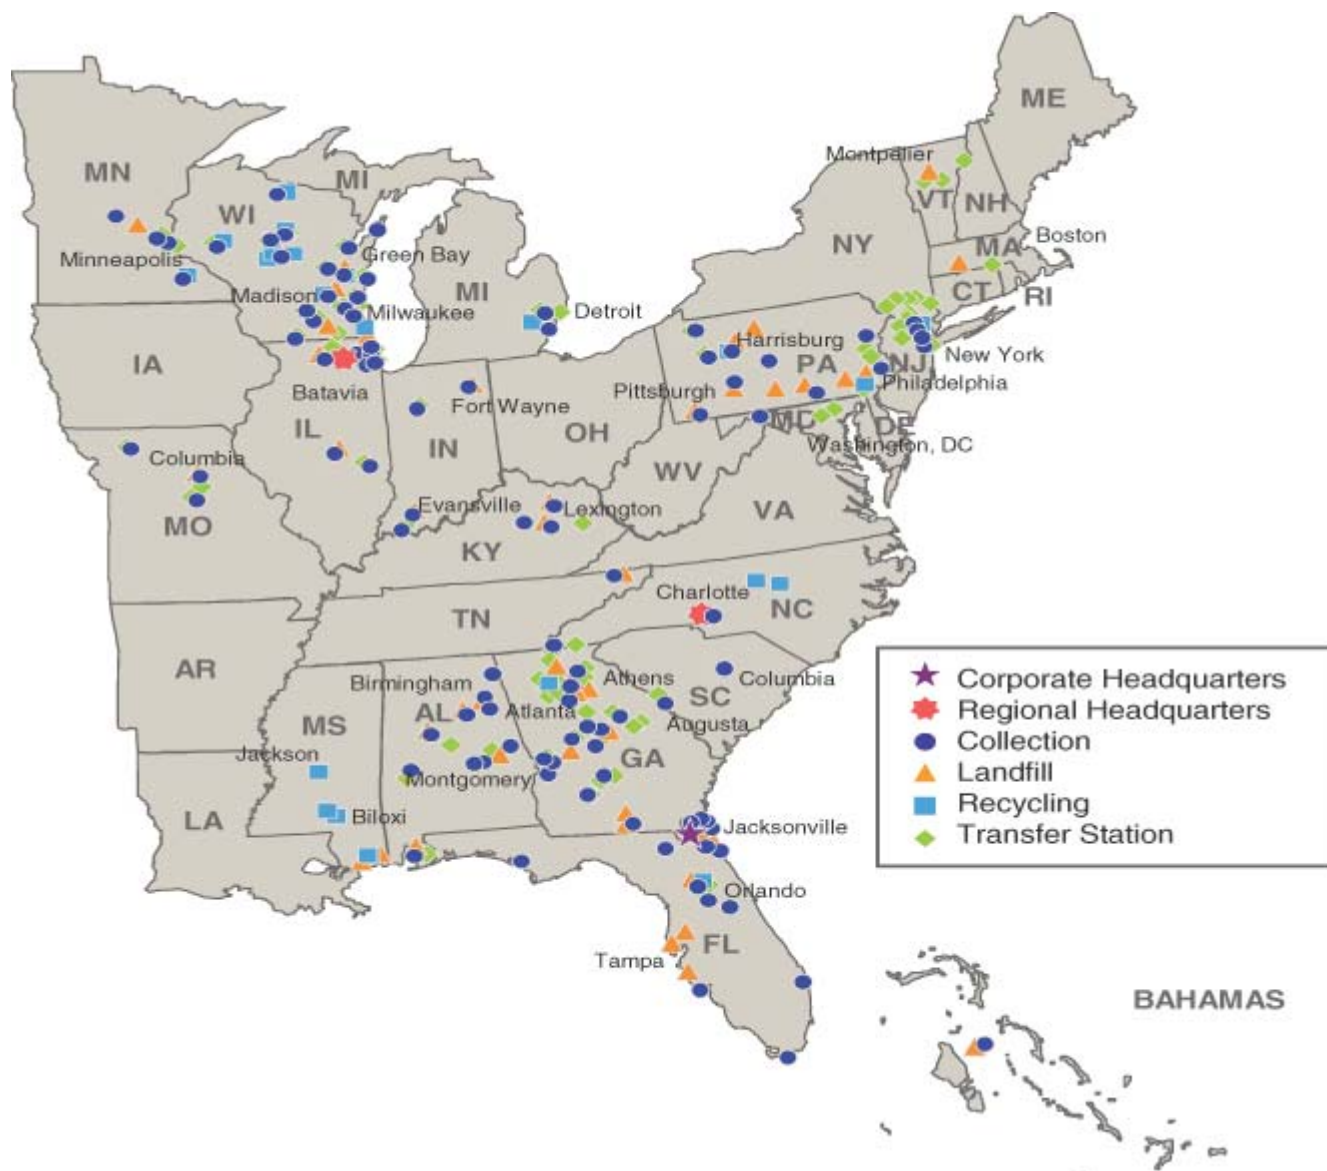 ME
MN
Montpelier
MI
WI
VT
NH
NY
MA
Boston
Minneapolis
Green Bay
CT
RI
Madison
MI
Milwaukee
Detroit
Harrisburg
New York
IA
PA
NJ
Batavia
Pittsburgh
Philadelphia
Fort Wayne
IL
IN
OH
MD
DE
Washington, DC
Columbia
WV
Evansville
Lexington
VA
MO
KY
Charlotte
NC
TN
AR
Athens
Columbia
Birmingham
SC
MS
AL
Atlanta
Augusta
Jackson
GA
Montgomery
LA
Biloxi
Jacksonville
Orlando
FL
Tampa
Corporate Headquarters
Regional Headquarters
Collection
Landfill
Recycling
Transfer Station
BAHAMAS